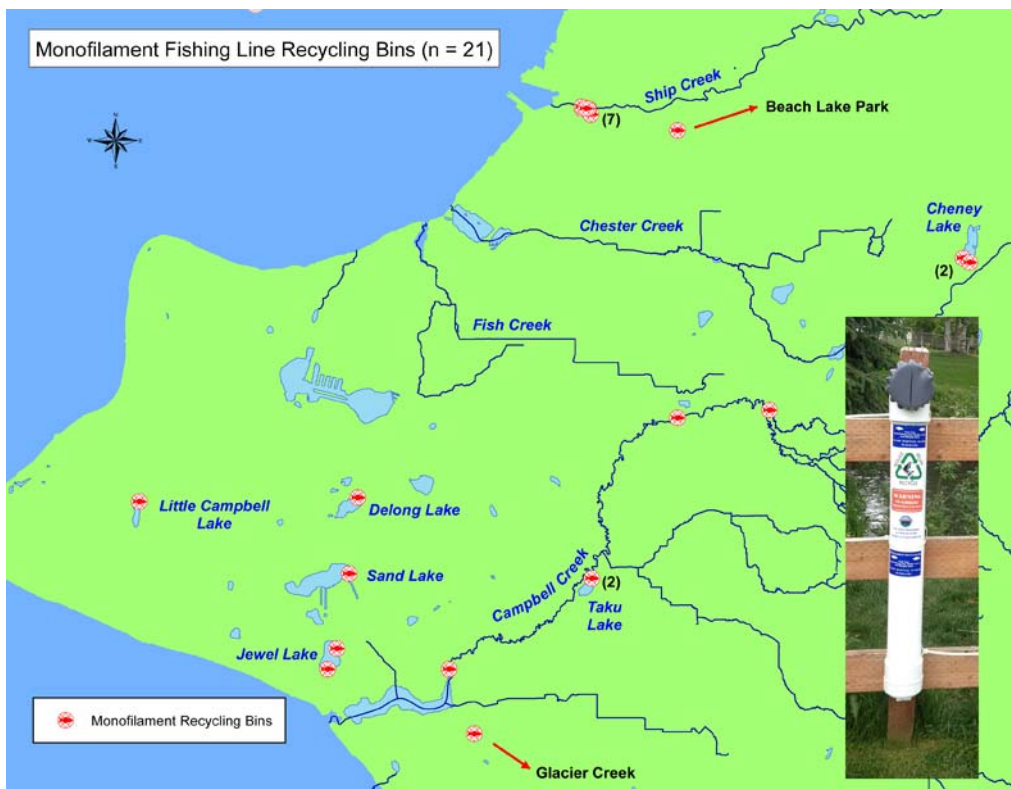 Monofilament Fishing Line Recycling Bins (n = 21)
Ship Creek
(7)
Beach Lake Park
Chester Creek
Cheney
Lake
(2)
Fish Creek
Little Campbell
Lake
Delong Lake
Sand Lake
Campbell Creek
(2)
Taku
Lake
Jewel Lake
Monofilament Recycling Bins
Glacier Creek
N
W
E
S
RECYCLE
WARNING